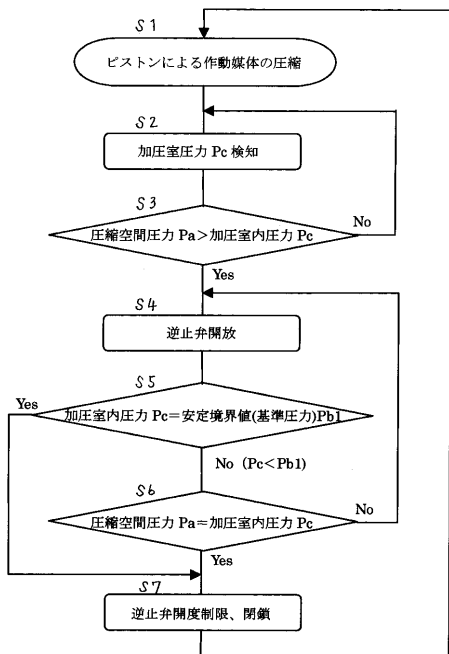 S1
ピストンによる作動媒体の圧縮
S2
加圧室圧力 Pc 検知
S3
圧縮空間圧力 Pa＞加圧室内圧力 Pc
No
Yes
S4
逆止弁開放
S5
Yes
加圧室内圧力 Pc＝安定境界値(基準圧力)Pb1
No (Pc<Pb1)
S6
圧縮空間圧力 Pa＝加圧室内圧力 Pc
No
Yes
S7
逆止弁開度制限、閉鎖